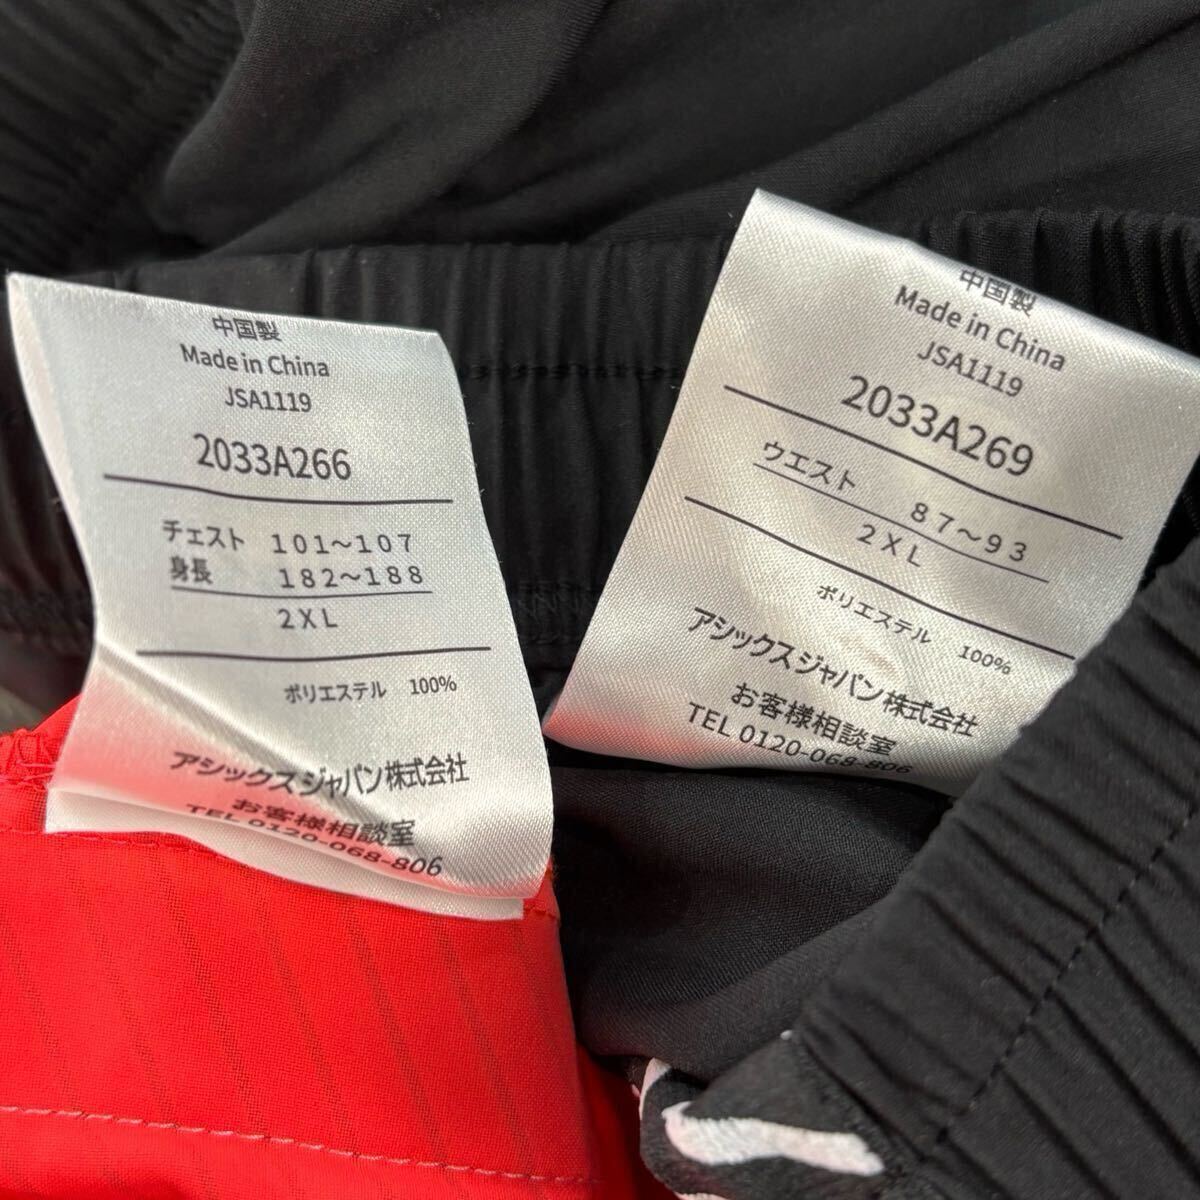 中国製
Made in China
JSA1119
2033A266
チェスト 101～107
身長 182～188
2XL
ポリエステル 100%
アシックスジャパン株式会社
お客様相談室
TEL 0120-068-806
中国製
Made in China
JSA1119
2033A269
ウエスト 87～93
2XL
ポリエステル 100%
アシックスジャパン株式会社
お客様相談室
TEL 0120-068-806